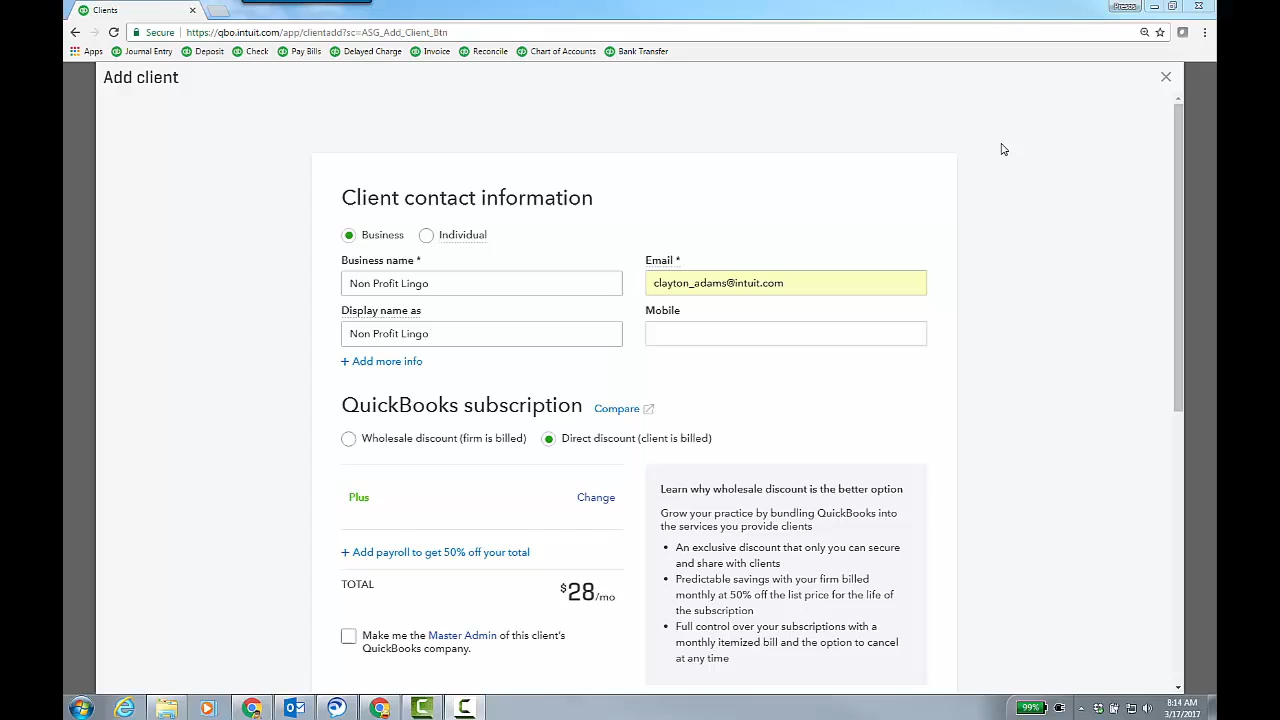 Clients
Presos
Secure https://qbo.intuit.com/app/clientadd?sc=ASG_Add_Client_Btn
Apps Journal Entry Deposit Check Pay Bills Delayed Charge Invoice Reconcile Chart of Accounts Bank Transfer
Add client
Client contact information
Business Individual
Business name * Email *
Non Profit Lingo clayton_adams@intuit.com
Display name as Mobile
Non Profit Lingo
+ Add more info
QuickBooks subscription Compare
Wholesale discount (firm is billed) Direct discount (client is billed)
Plus Change
+ Add payroll to get 50% off your total
TOTAL $28/mo
Make me the Master Admin of this client's
QuickBooks company.
Learn why wholesale discount is the better option
Grow your practice by bundling QuickBooks into
the services you provide clients
• An exclusive discount that only you can secure
and share with clients
• Predictable savings with your firm billed
monthly at 50% off the list price for the life of
the subscription
• Full control over your subscriptions with a
monthly itemized bill and the option to cancel
at any time
99%
8:14 AM
3/17/2017